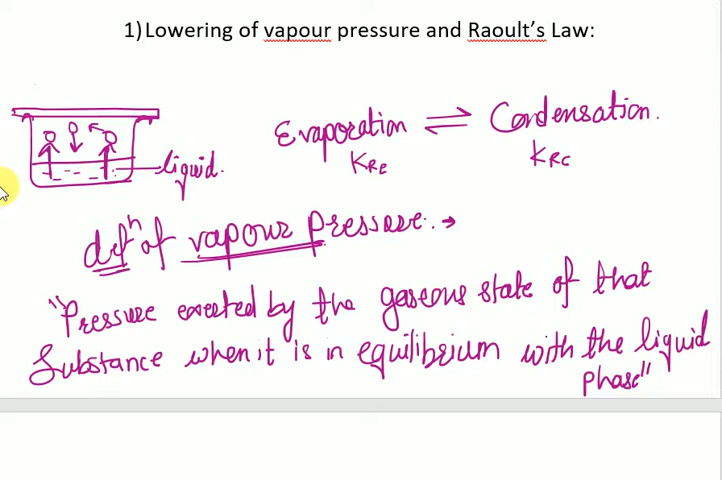 1) Lowering of vapour pressure and Raoult's Law:
Evaporation ⇌ Condensation.
KRe KRC
liquid.
defⁿ of vapour pressure:→
"Pressure exerted by the gaseous state of that
Substance when it is in equilibrium with the liquid
phase"